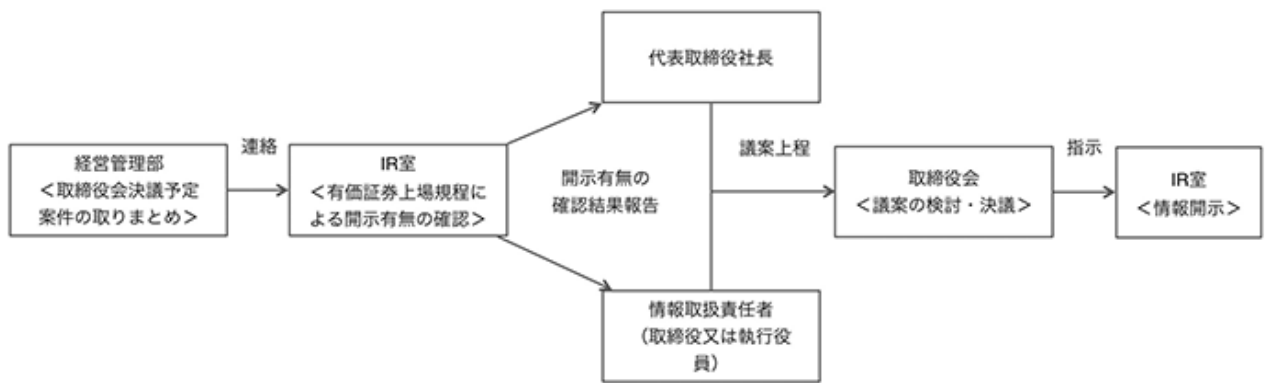 代表取締役社長
連絡
経営管理部
＜取締役会決議予定
案件の取りまとめ＞
IR室
＜有価証券上場規程に
よる開示有無の確認＞
開示有無の
確認結果報告
議案上程
取締役会
＜議案の検討・決議＞
指示
IR室
＜情報開示＞
情報取扱責任者
（取締役又は執行役
員）